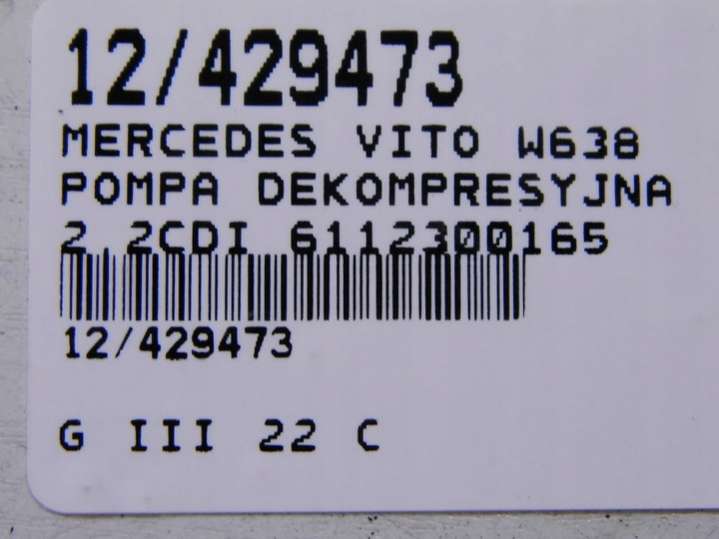 12/429473
MERCEDES VITO W638
POMPA DEKOMPRESYJNA
2.2CDI 6112300165
12/429473
G III 22 C